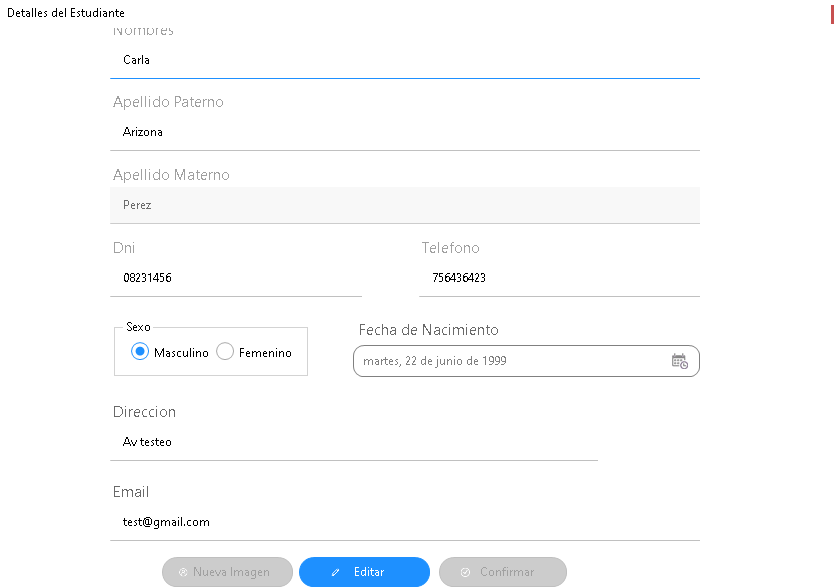 Detalles del Estudiante
Nombres
Carla
Apellido Paterno
Arizona
Apellido Materno
Perez
Dni
Telefono
08231456
756436423
Sexo
Fecha de Nacimiento
Masculino
Femenino
martes, 22 de junio de 1999
Direccion
Av testeo
Email
test@gmail.com
Nueva Imagen
Editar
Confirmar